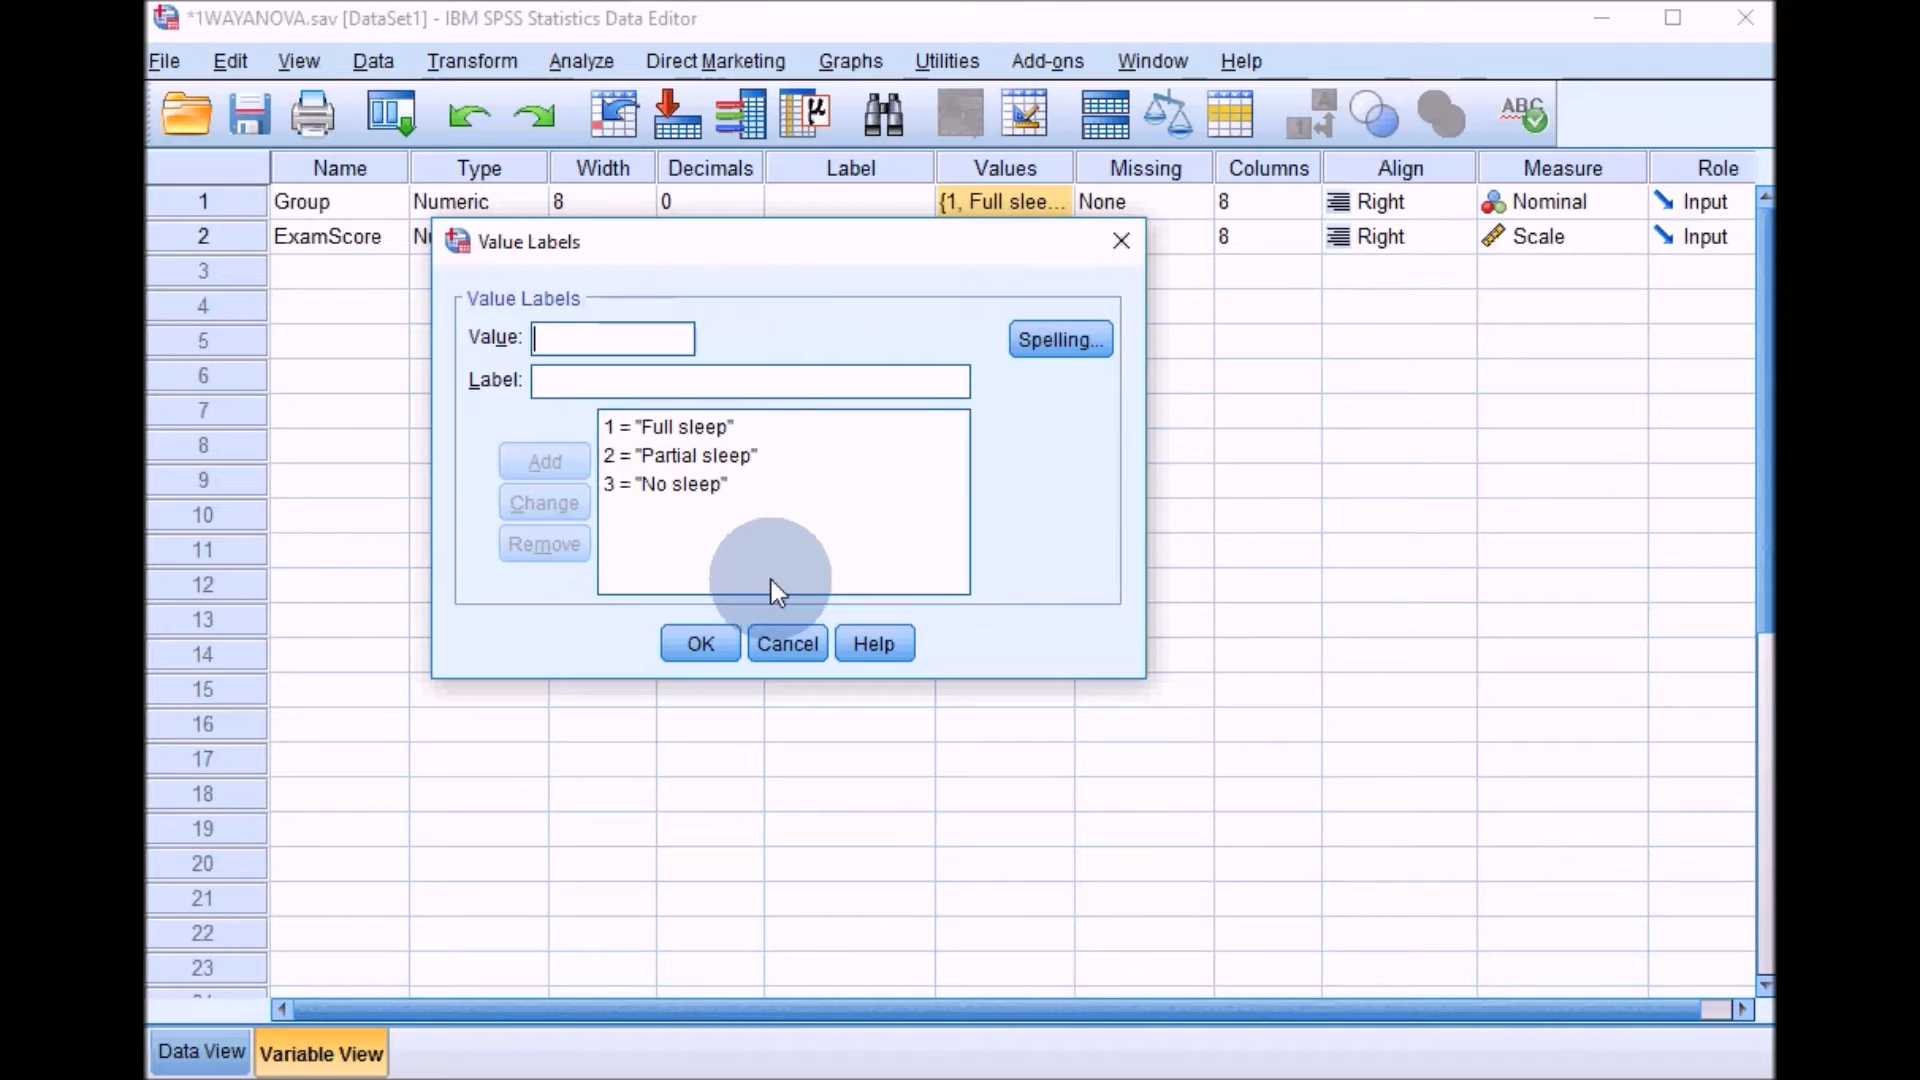 *1WAYANOVA.sav [DataSet1] - IBM SPSS Statistics Data Editor
File Edit View Data Transform Analyze Direct Marketing Graphs Utilities Add-ons Window Help
Name Type Width Decimals Label Values Missing Columns Align Measure Role
1 Group Numeric 8 0 {1, Full slee... None 8 Right Nominal Input
2 ExamScore 8 Right Scale Input
Value Labels
Value Labels
Value:
Spelling...
Label:
1 = "Full sleep"
2 = "Partial sleep"
3 = "No sleep"
Add
Change
Remove
OK Cancel Help
3
4
5
6
7
8
9
10
11
12
13
14
15
16
17
18
19
20
21
22
23
Data View Variable View